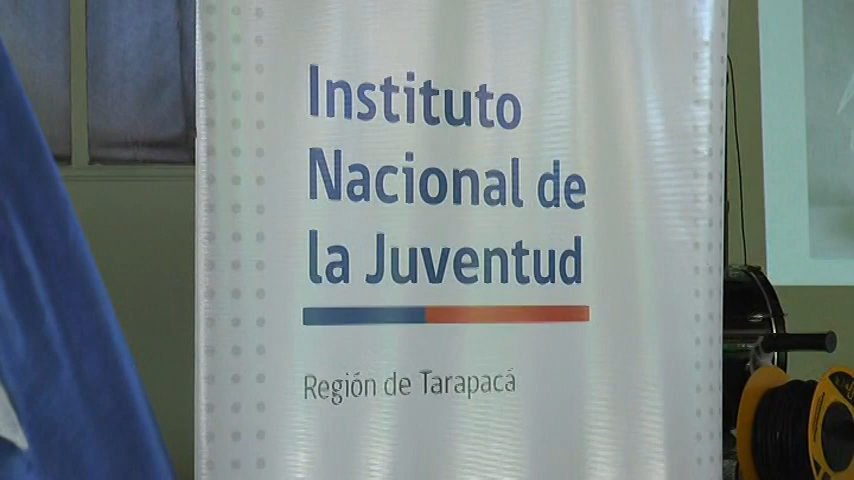 Instituto
Nacional de
la Juventud
Región de Tarapacá